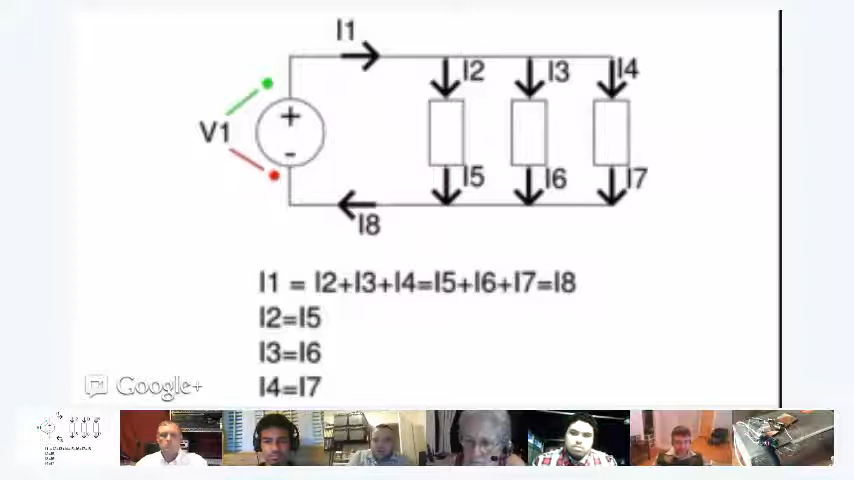 I1
I2
I3
I4
+
V1
-
I5
I6
I7
I8
I1 = I2+I3+I4=I5+I6+I7=I8
I2=I5
I3=I6
I4=I7
Google+